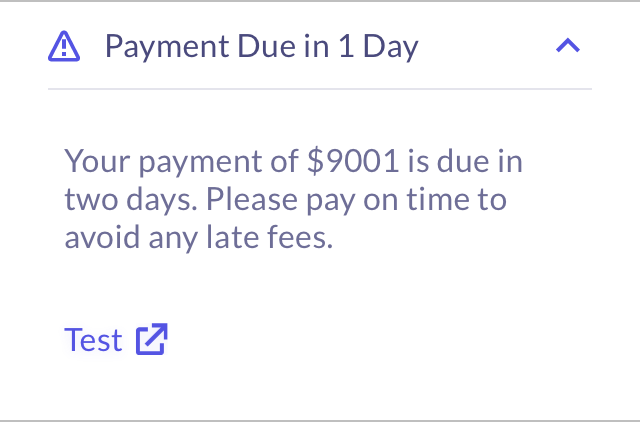 Payment Due in 1 Day
Your payment of $9001 is due in
two days. Please pay on time to
avoid any late fees.
Test